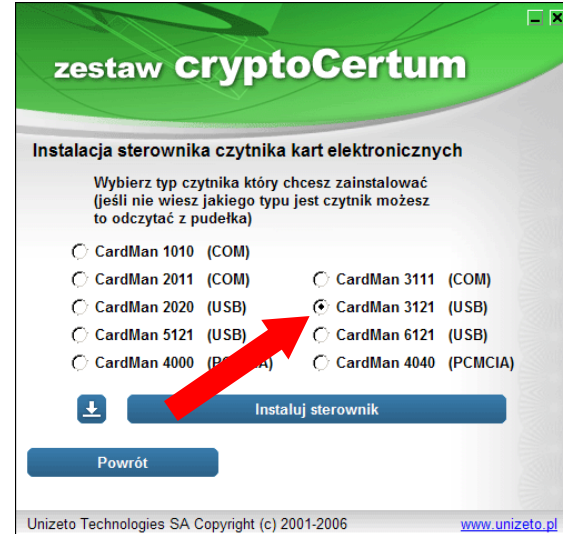 zestaw cryptoCertum
Instalacja sterownika czytnika kart elektronicznych
Wybierz typ czytnika który chcesz zainstalować
(jeśli nie wiesz jakiego typu jest czytnik możesz
to odczytać z pudełka)
CardMan 1010 (COM)
CardMan 2011 (COM) CardMan 3111 (COM)
CardMan 2020 (USB) CardMan 3121 (USB)
CardMan 5121 (USB) CardMan 6121 (USB)
CardMan 4000 CardMan 4040 (PCMCIA)
Instaluj sterownik
Powrót
Unizeto Technologies SA Copyright (c) 2001-2006 www.unizeto.pl